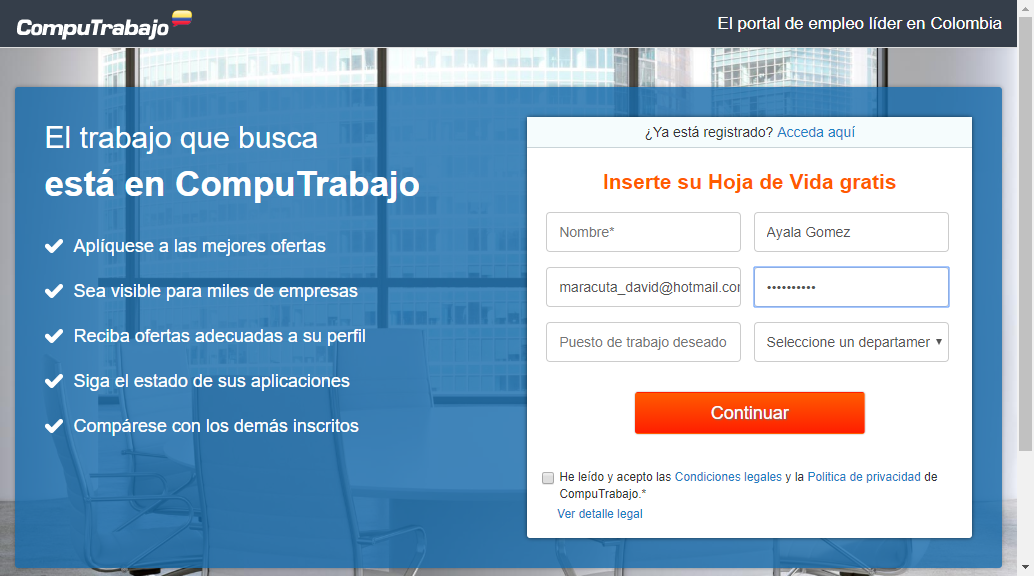 CompuTrabajo
El portal de empleo líder en Colombia
El trabajo que busca
está en CompuTrabajo
Aplíquese a las mejores ofertas
Sea visible para miles de empresas
Reciba ofertas adecuadas a su perfil
Siga el estado de sus aplicaciones
Compárese con los demás inscritos
¿Ya está registrado? Acceda aquí
Inserte su Hoja de Vida gratis
Nombre* Ayala Gomez
maracuta_david@hotmail.com ••••••••••
Puesto de trabajo deseado Seleccione un departamen
Continuar
He leído y acepto las Condiciones legales y la Politica de privacidad de
CompuTrabajo.*
Ver detalle legal